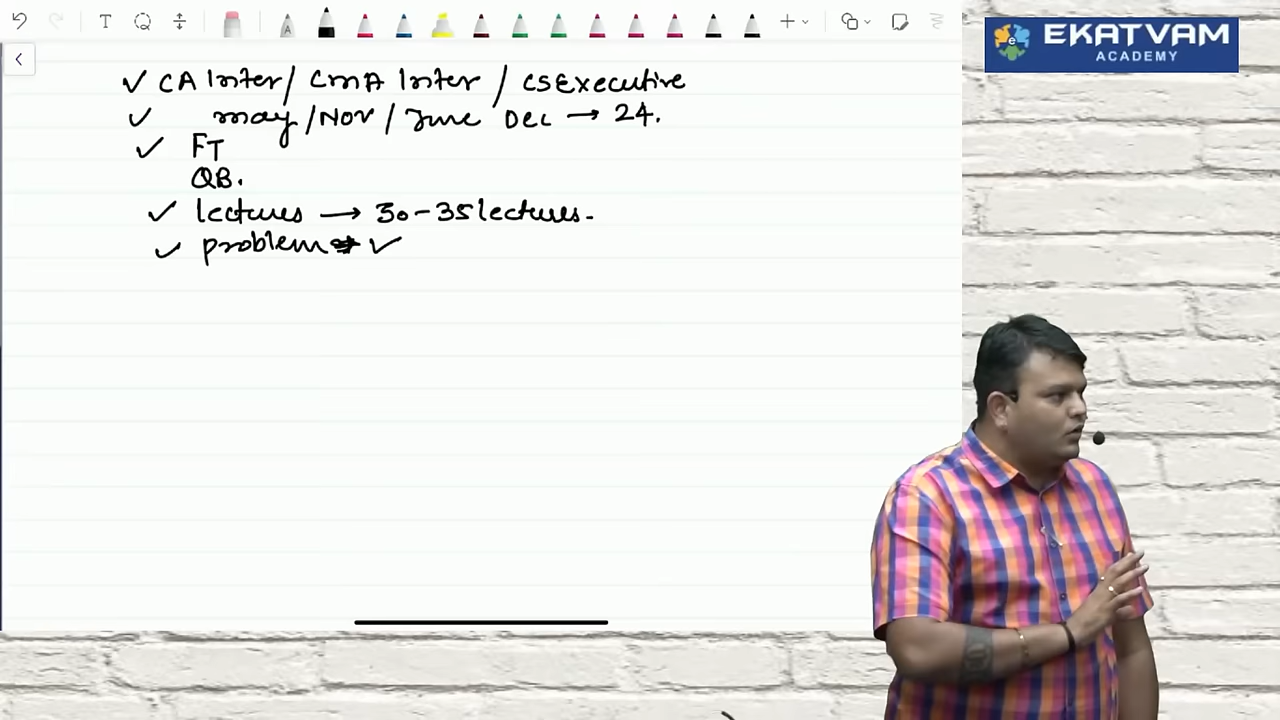 EKATVAM
ACADEMY
CA Inter / CMA Inter / CS Executive
may / Nov / June Dec → 24.
FT
QB.
lectures → 30-35 lectures.
problem